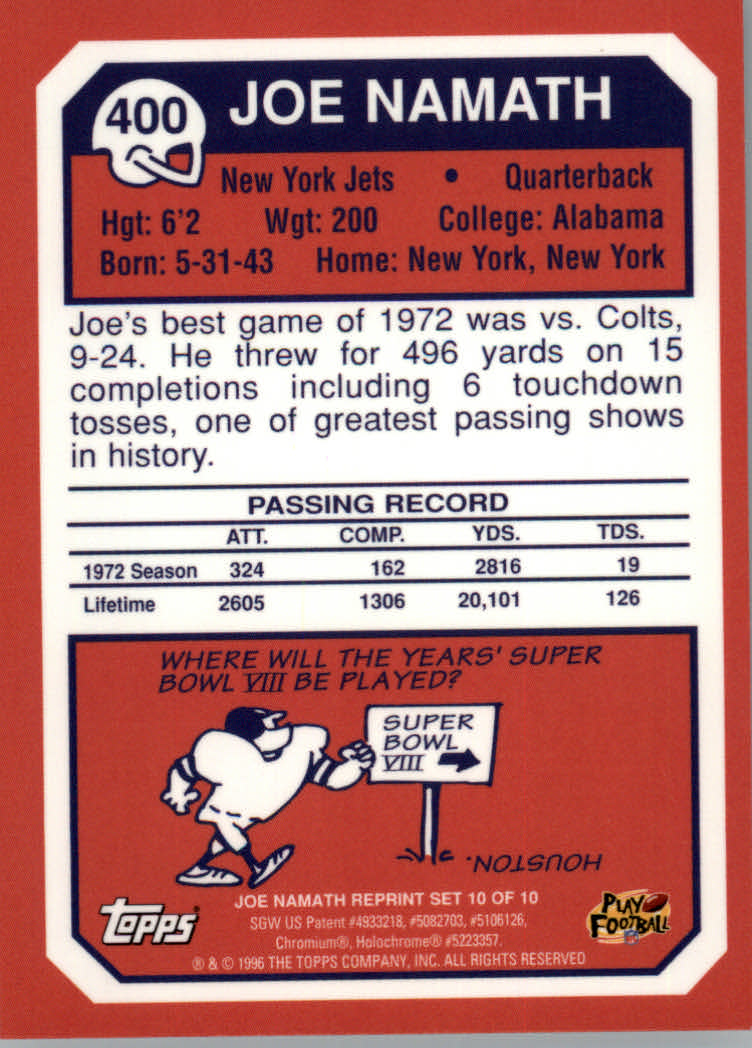 400 JOE NAMATH
New York Jets • Quarterback
Hgt: 6'2 Wgt: 200 College: Alabama
Born: 5-31-43 Home: New York, New York
Joe's best game of 1972 was vs. Colts,
9-24. He threw for 496 yards on 15
completions including 6 touchdown
tosses, one of greatest passing shows
in history.
PASSING RECORD
ATT. COMP. YDS. TDS.
1972 Season 324 162 2816 19
Lifetime 2605 1306 20,101 126
WHERE WILL THE YEARS' SUPER
BOWL VIII BE PLAYED?
SUPER
BOWL
VIII
HOUSTON.
JOE NAMATH REPRINT SET 10 OF 10
SGW US Patent #4933218, #5082703, #5106126,
Chromium®, Holochrome® #5223357.
® & © 1996 THE TOPPS COMPANY, INC. ALL RIGHTS RESERVED
topps®
PLAY
FOOTBALL